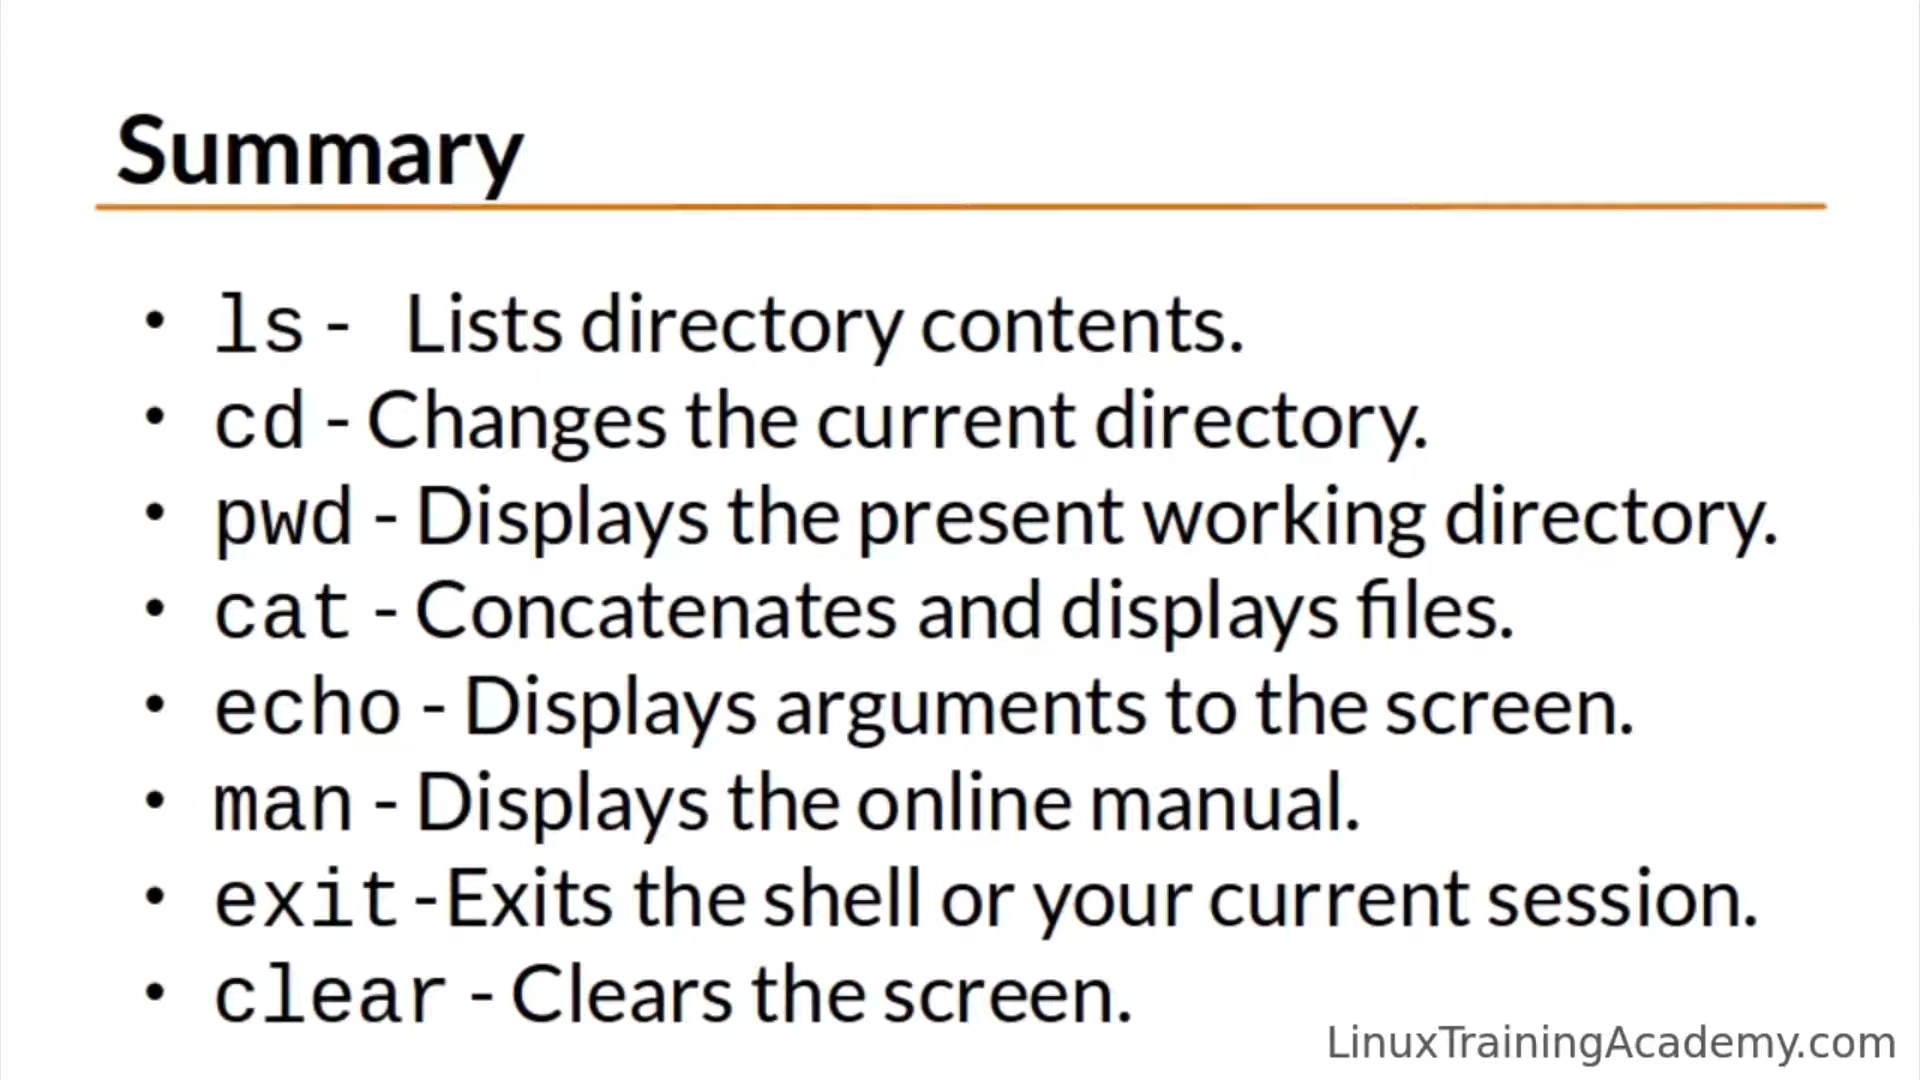 Summary
• ls - Lists directory contents.
• cd - Changes the current directory.
• pwd - Displays the present working directory.
• cat - Concatenates and displays files.
• echo - Displays arguments to the screen.
• man - Displays the online manual.
• exit -Exits the shell or your current session.
• clear - Clears the screen.
LinuxTrainingAcademy.com